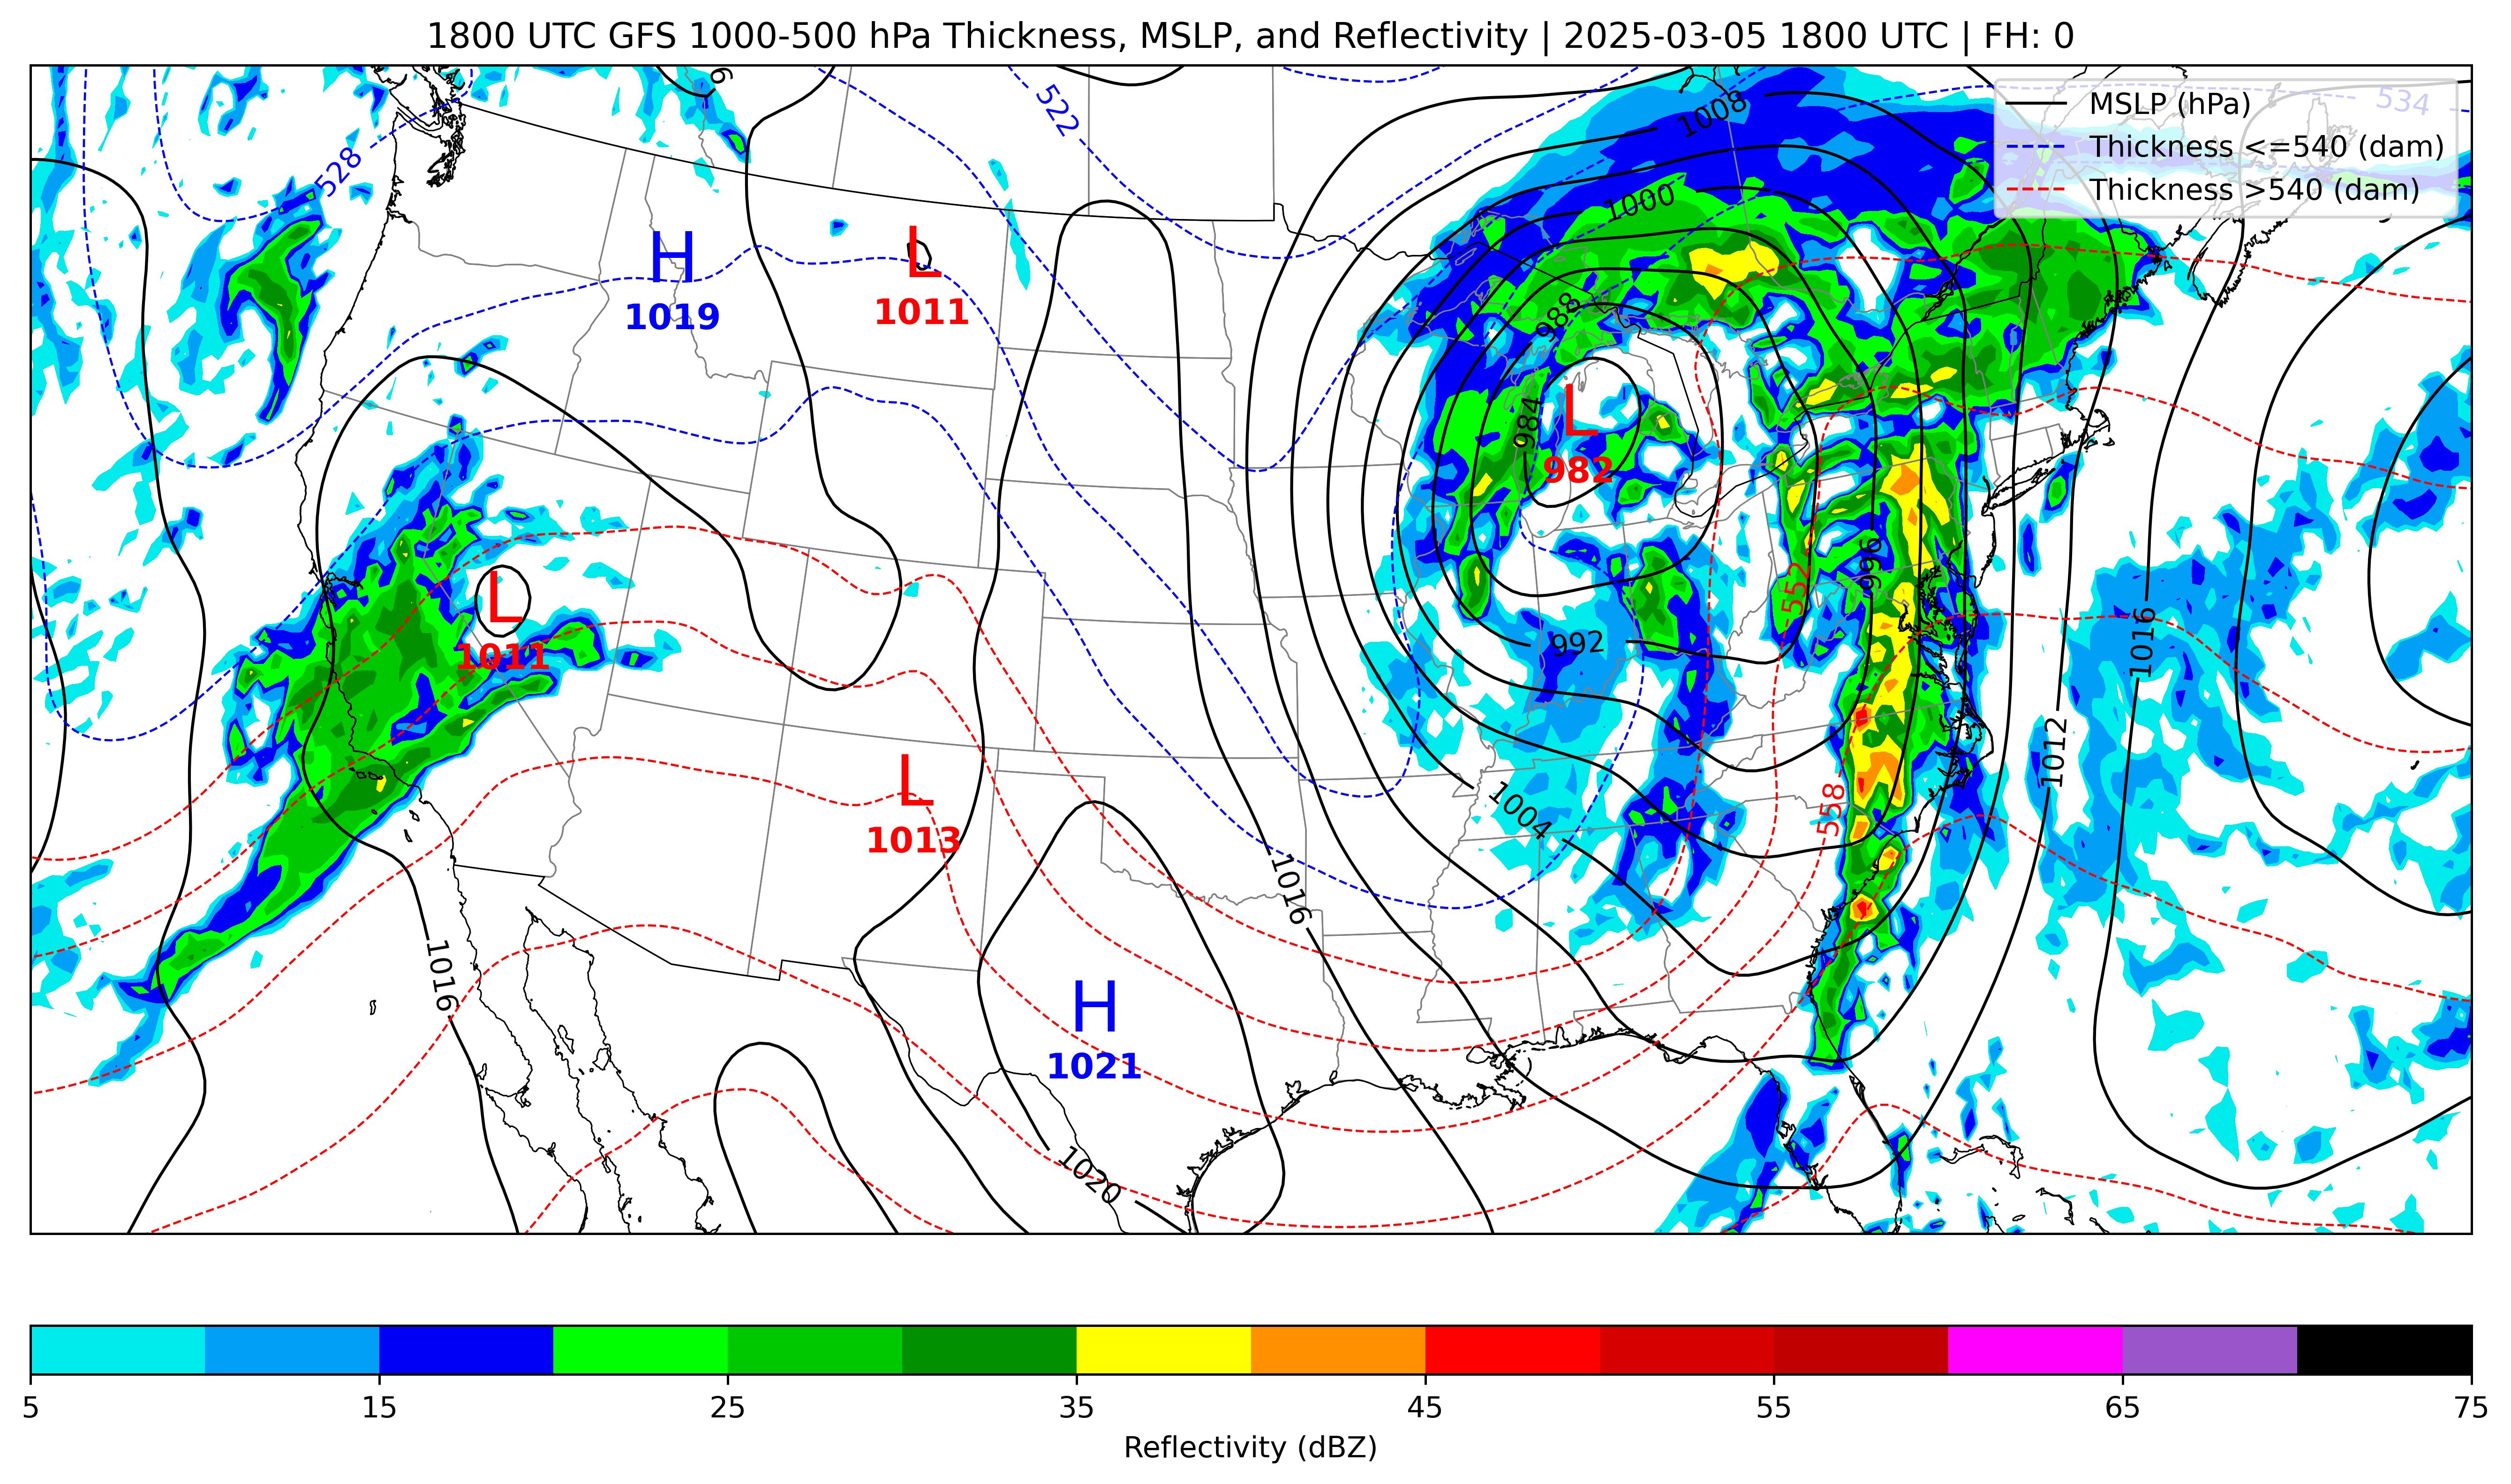 1800 UTC GFS 1000-500 hPa Thickness, MSLP, and Reflectivity | 2025-03-05 1800 UTC | FH: 0
MSLP (hPa)
Thickness <=540 (dam)
Thickness >540 (dam)
534
522
528
1008
1000
988
984
H
1019
L
1011
L
982
L
1011
552
996
992
1016
1012
L
1013
1004
558
1016
1016
H
1021
1020
5
15
25
35
45
55
65
75
Reflectivity (dBZ)